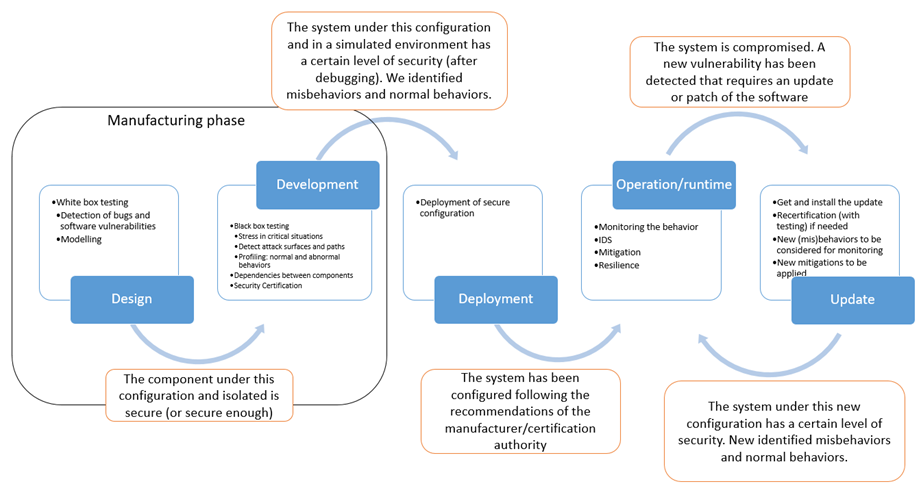 The system under this configuration
and in a simulated environment has
a certain level of security (after
debugging). We identified
misbehaviors and normal behaviors.
The system is compromised. A
new vulnerability has been
detected that requires an update
or patch of the software
Manufacturing phase
•White box testing
•Detection of bugs and
software vulnerabilities
•Modelling
Design
Development
•Black box testing
•Stress in critical situations
•Detect attack surfaces and paths
•Profiling: normal and abnormal
behaviors
•Dependencies between components
•Security Certification
•Deployment of secure
configuration
Deployment
Operation/runtime
•Monitoring the behavior
•IDS
•Mitigation
•Resilience
•Get and install the update
•Recertification (with
testing) if needed
•New (mis)behaviors to be
considered for monitoring
•New mitigations to be
applied
Update
The component under this
configuration and isolated is
secure (or secure enough)
The system has been
configured following the
recommendations of the
manufacturer/certification
authority
The system under this new
configuration has a certain level of
security. New identified misbehaviors
and normal behaviors.